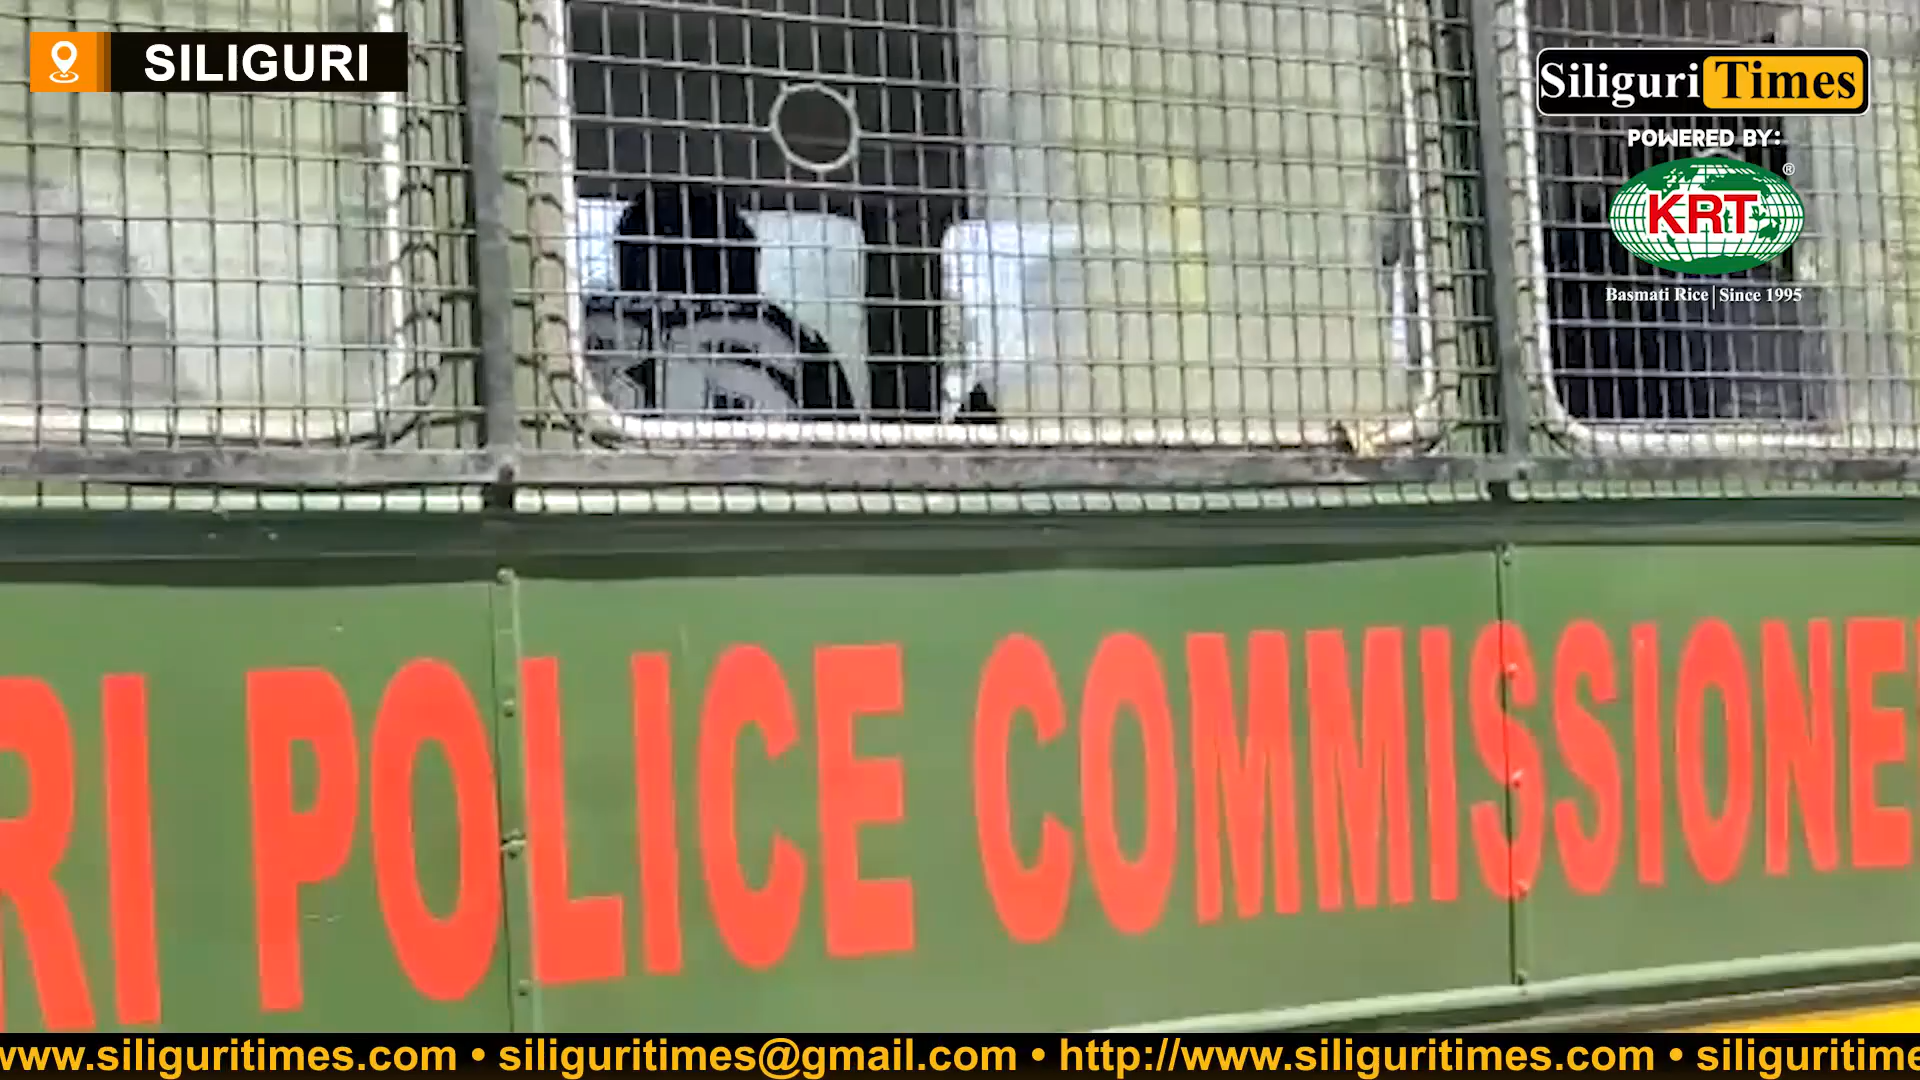 SILIGURI
Siliguri Times
POWERED BY:
KRT ®
Basmati Rice | Since 1995
RI POLICE COMMISSIONE
www.siliguritimes.com • siliguritimes@gmail.com • http://www.siliguritimes.com • siliguritime